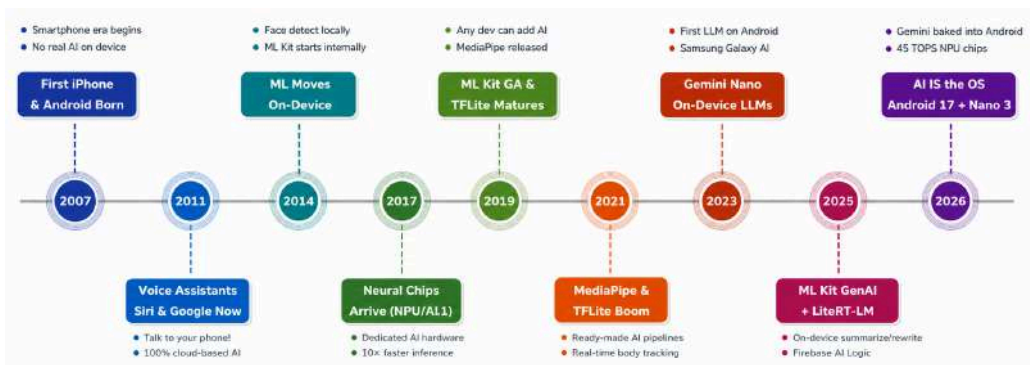 • Smartphone era begins
• No real AI on device
First iPhone
& Android Born
2007
2011
Voice Assistants
Siri & Google Now
• Talk to your phone!
• 100% cloud-based AI
• Face detect locally
• ML Kit starts internally
ML Moves
On-Device
2014
2017
Neural Chips
Arrive (NPU/AI1)
• Dedicated AI hardware
• 10× faster inference
• Any dev can add AI
• MediaPipe released
ML Kit GA &
TFLite Matures
2019
2021
MediaPipe &
TFLite Boom
• Ready-made AI pipelines
• Real-time body tracking
• First LLM on Android
• Samsung Galaxy AI
Gemini Nano
On-Device LLMs
2023
2025
ML Kit GenAI
+ LiteRT-LM
• On-device summarize/rewrite
• Firebase AI Logic
• Gemini baked into Android
• 45 TOPS NPU chips
AI IS the OS
Android 17 + Nano 3
2026